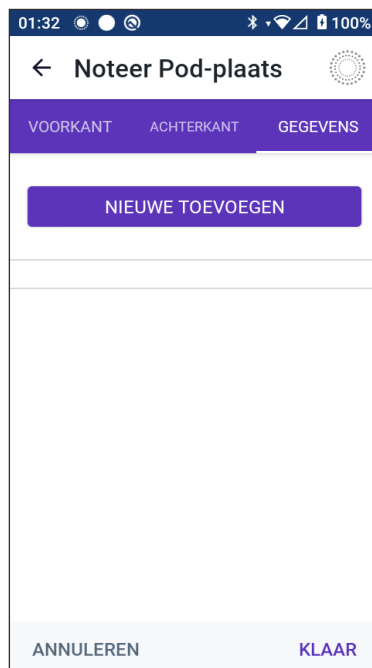 01:32 100%
Noteer Pod-plaats
VOORKANT ACHTERKANT GEGEVENS
NIEUWE TOEVOEGEN
ANNULEREN KLAAR